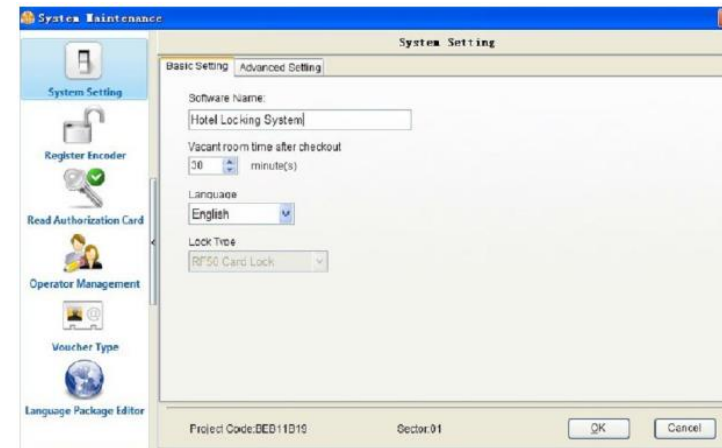 System Maintenance
System Setting
Basic Setting
Advanced Setting
System Setting
Software Name:
Hotel Locking System
Register Encoder
Vacant room time after checkout
30 minute(s)
Read Authorization Card
Language
English
Lock Type
RF50 Card Lock
Operator Management
Voucher Type
Language Package Editor
Project Code:BEB11B19
Sector:01
OK
Cancel